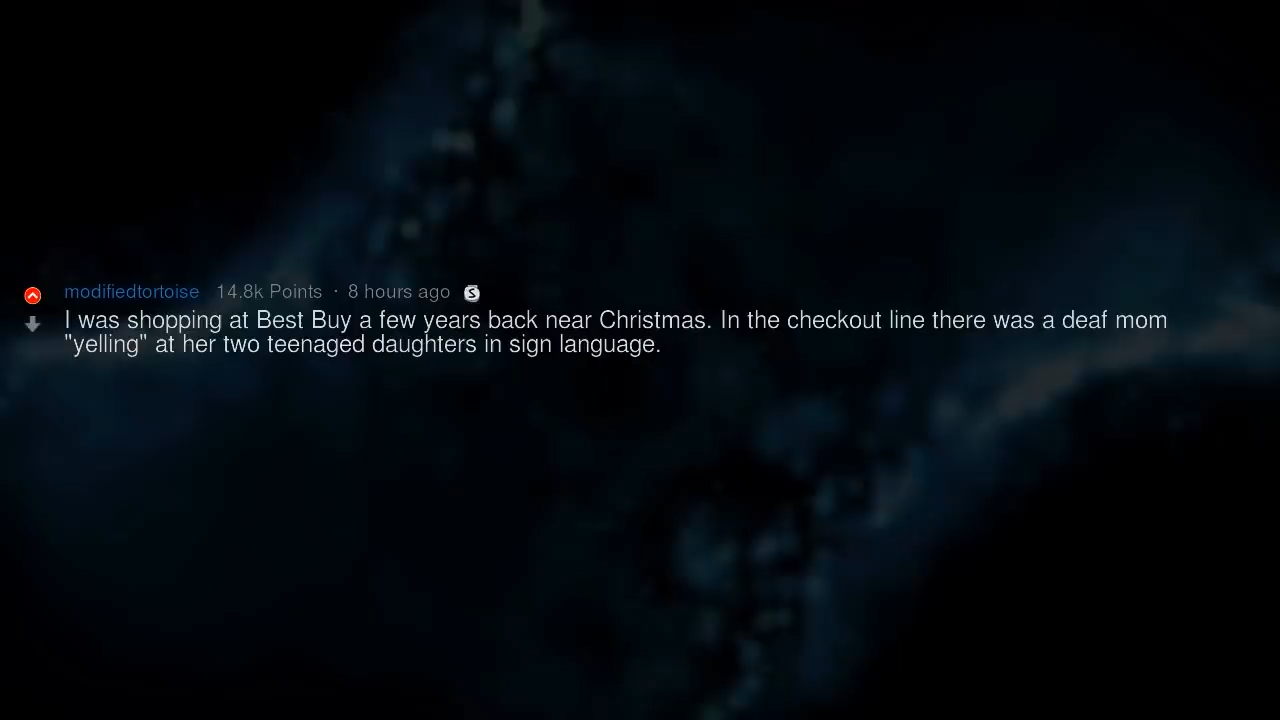 modifiedtortoise 14.8k Points · 8 hours ago S
I was shopping at Best Buy a few years back near Christmas. In the checkout line there was a deaf mom
"yelling" at her two teenaged daughters in sign language.